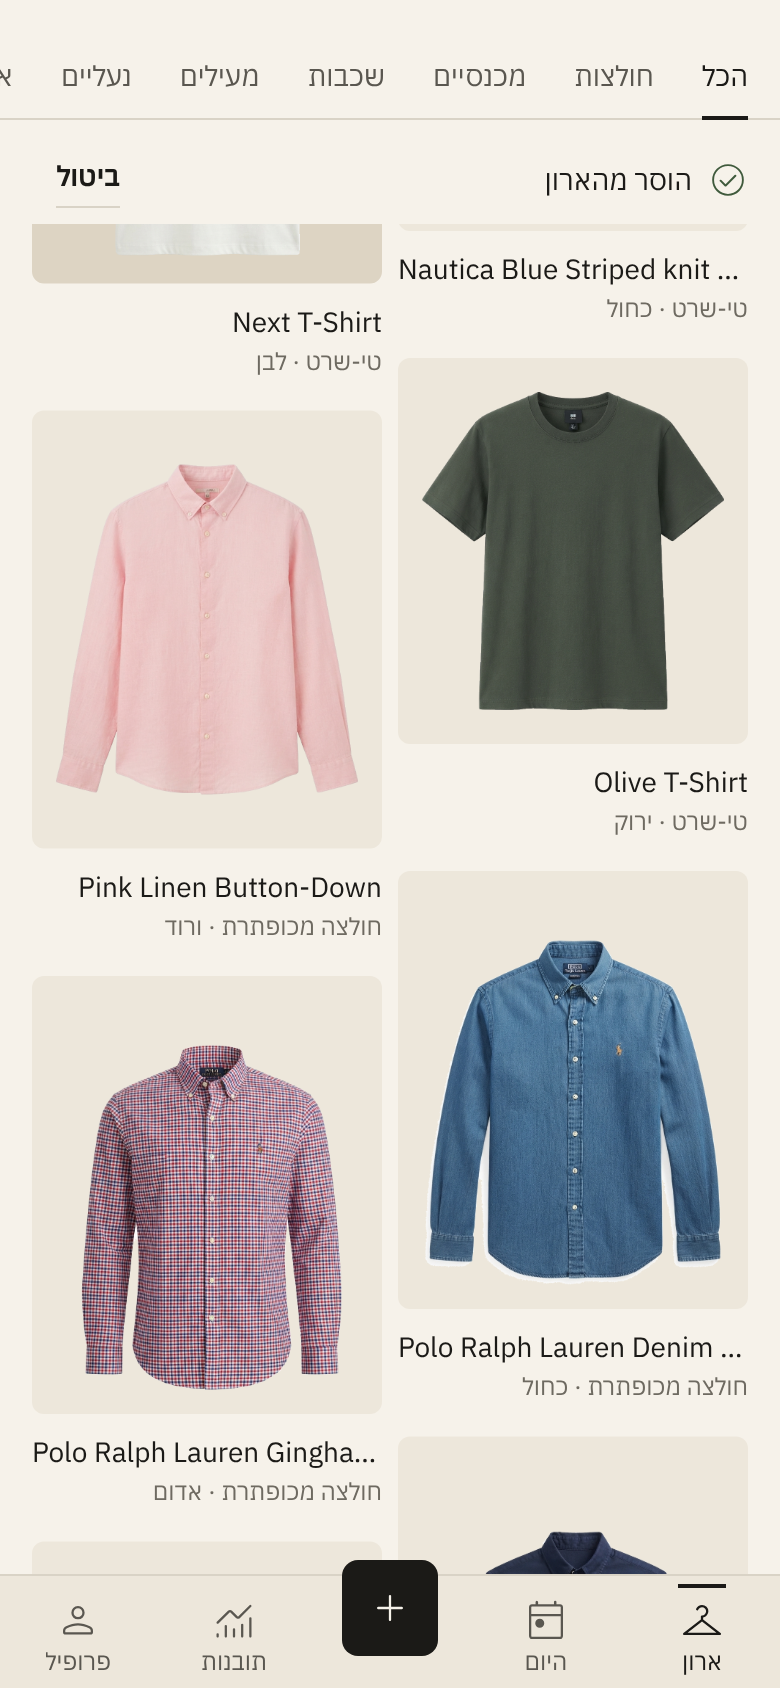 הכל חולצות מכנסיים שכבות מעילים נעליים א
הוסר מהארון ביטול
Nautica Blue Striped knit ...
טי-שרט · כחול
Next T-Shirt
טי-שרט · לבן
Olive T-Shirt
טי-שרט · ירוק
Pink Linen Button-Down
חולצה מכופתרת · ורוד
Polo Ralph Lauren Denim ...
חולצה מכופתרת · כחול
Polo Ralph Lauren Gingha...
חולצה מכופתרת · אדום
ארון היום תובנות פרופיל